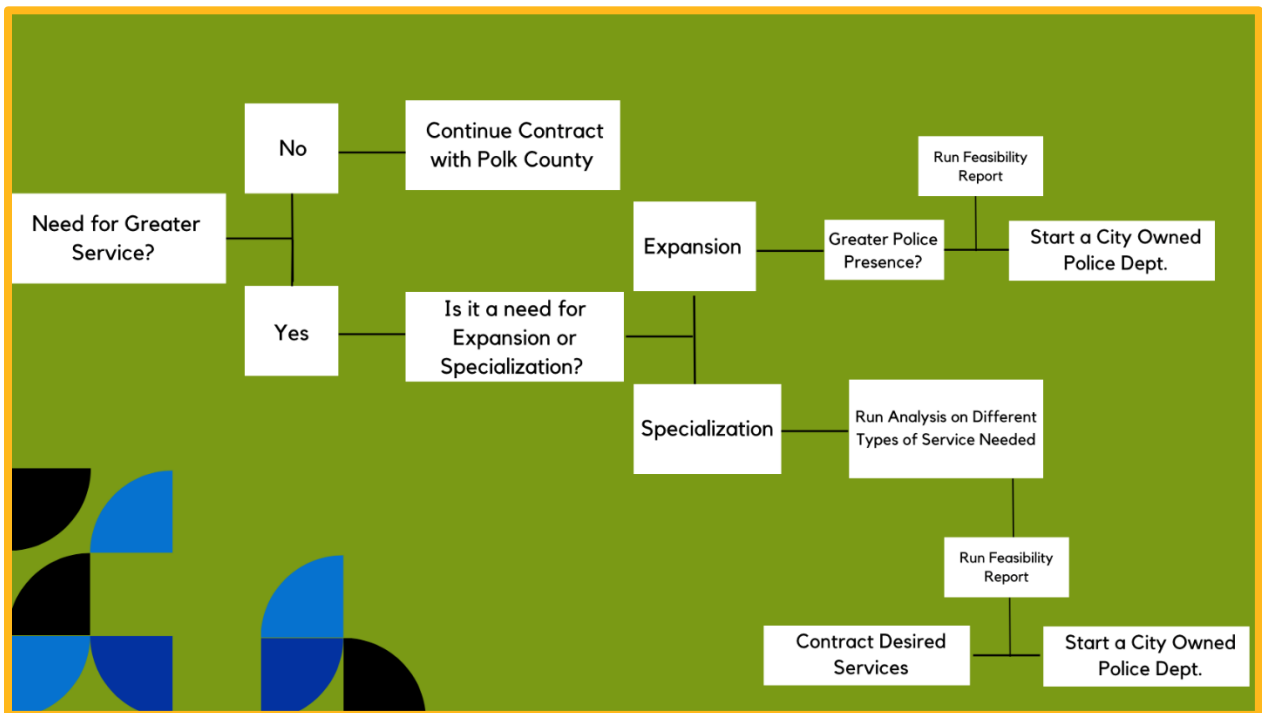 No
Continue Contract
with Polk County
Need for Greater
Service?
Yes
Is it a need for
Expansion or
Specialization?
Expansion
Greater Police
Presence?
Run Feasibility
Report
Start a City Owned
Police Dept.
Specialization
Run Analysis on Different
Types of Service Needed
Run Feasibility
Report
Contract Desired
Services
Start a City Owned
Police Dept.